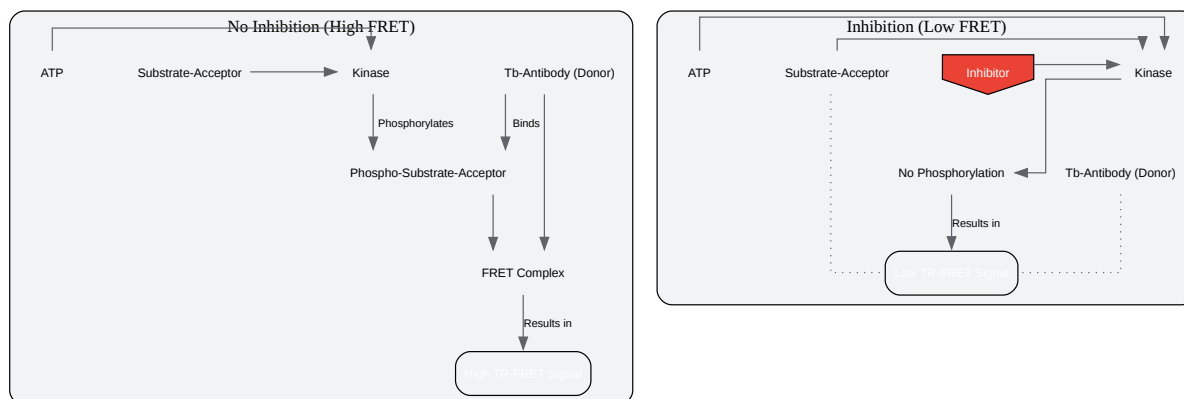 No Inhibition (High FRET)
ATP
Substrate-Acceptor
Kinase
Tb-Antibody (Donor)
Phosphorylates
Binds
Phospho-Substrate-Acceptor
FRET Complex
Results in
High TR-FRET Signal
Inhibition (Low FRET)
ATP
Substrate-Acceptor
Inhibitor
Kinase
No Phosphorylation
Tb-Antibody (Donor)
Results in
Low TR-FRET Signal